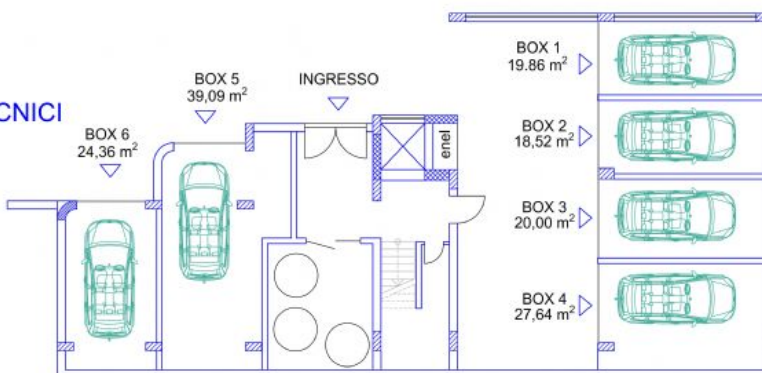 CNICI
BOX 6
24,36 m²
BOX 5
39,09 m²
INGRESSO
enel
BOX 1
19.86 m²
BOX 2
18,52 m²
BOX 3
20,00 m²
BOX 4
27,64 m²